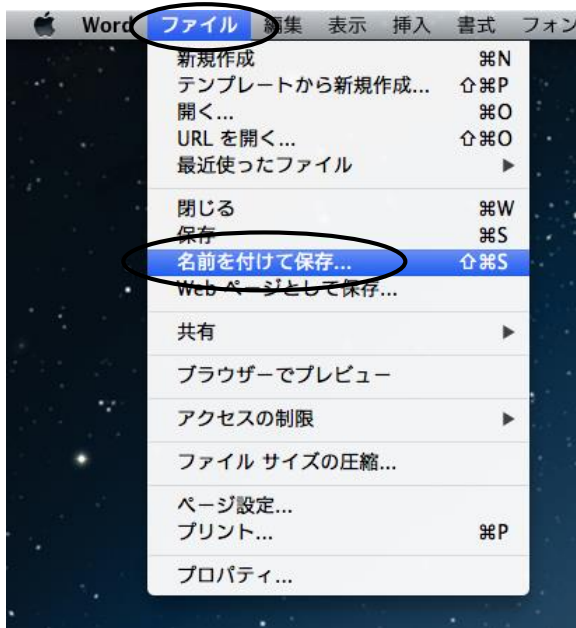 Word ファイル 編集 表示 挿入 書式 フォン
新規作成 ⌘N
テンプレートから新規作成... ⇧⌘P
開く... ⌘O
URL を開く... ⇧⌘O
最近使ったファイル ▶
閉じる ⌘W
保存 ⌘S
名前を付けて保存... ⇧⌘S
Web ページとして保存...
共有 ▶
ブラウザーでプレビュー
アクセスの制限 ▶
ファイル サイズの圧縮...
ページ設定...
プリント... ⌘P
プロパティ...